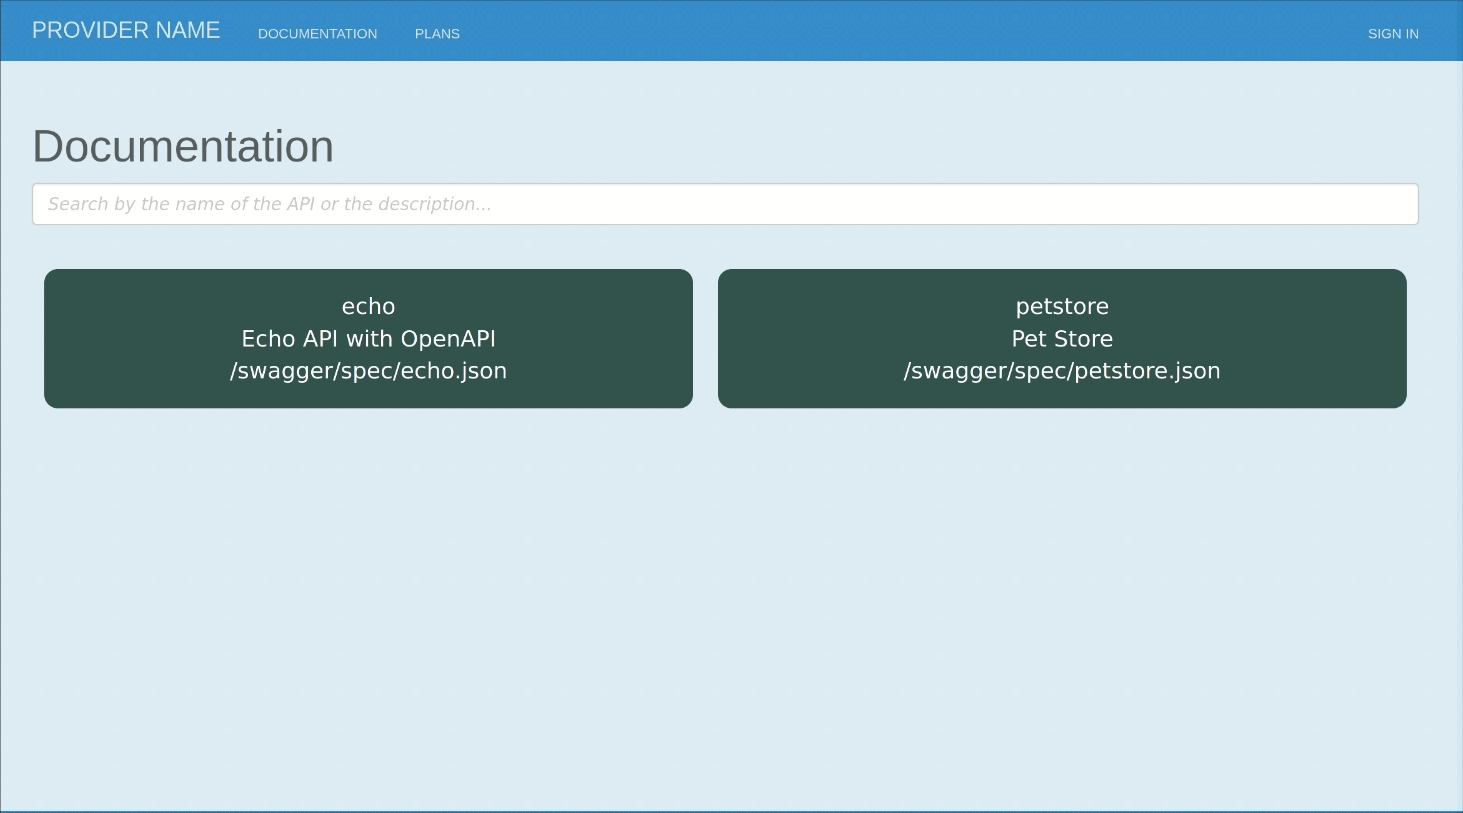 PROVIDER NAME DOCUMENTATION PLANS SIGN IN
Documentation
Search by the name of the API or the description...
echo
Echo API with OpenAPI
/swagger/spec/echo.json
petstore
Pet Store
/swagger/spec/petstore.json